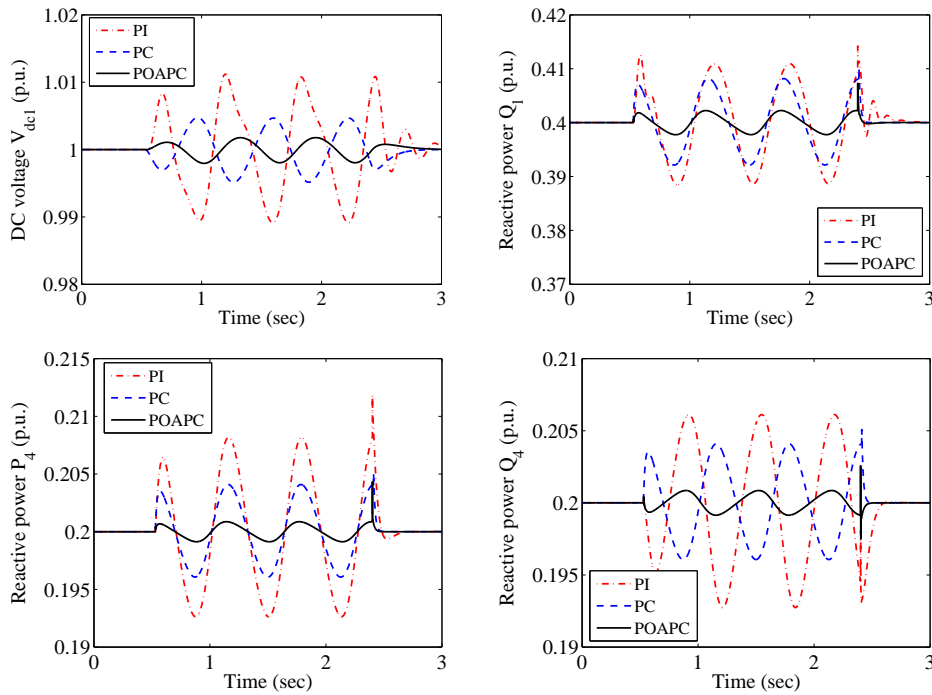 DC voltage V_dc1 (p.u.)
1.02
1.01
1
0.99
0.98
PI
PC
POAPC
0 1 2 3
Time (sec)
Reactive power Q_1 (p.u.)
0.42
0.41
0.4
0.39
0.38
0.37
PI
PC
POAPC
0 1 2 3
Time (sec)
Reactive power P_4 (p.u.)
0.215
0.21
0.205
0.2
0.195
0.19
PI
PC
POAPC
0 1 2 3
Time (sec)
Reactive power Q_4 (p.u.)
0.21
0.205
0.2
0.195
0.19
PI
PC
POAPC
0 1 2 3
Time (sec)